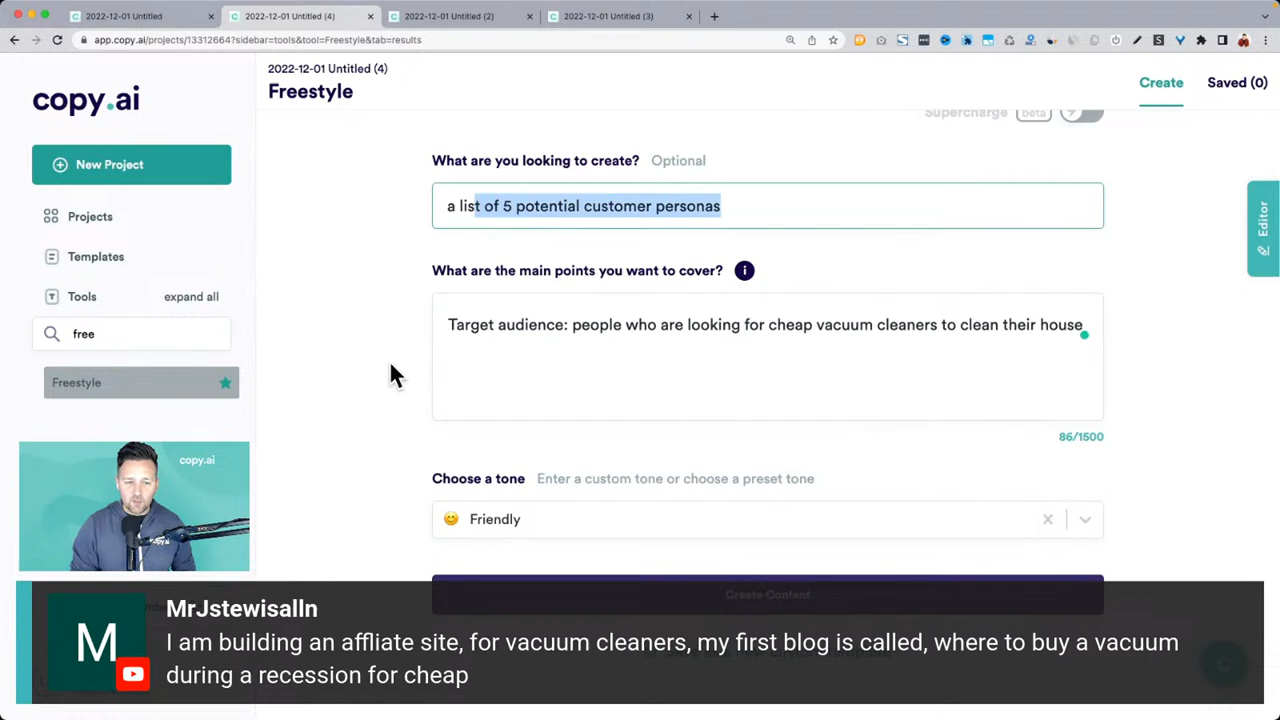 2022-12-01 Untitled
2022-12-01 Untitled (4)
2022-12-01 Untitled (2)
2022-12-01 Untitled (3)
app.copy.ai/projects/13312664?sidebar=tools&tool=Freestyle&tab=results
copy.ai
2022-12-01 Untitled (4)
Freestyle
Create
Saved (0)
Supercharge beta
New Project
Projects
Templates
Tools
expand all
free
Freestyle
What are you looking to create? Optional
a list of 5 potential customer personas
What are the main points you want to cover? i
Target audience: people who are looking for cheap vacuum cleaners to clean their house
86/1500
Choose a tone Enter a custom tone or choose a preset tone
😊 Friendly
Create Content
Editor
copy.ai
M
MrJstewisalln
I am building an affliate site, for vacuum cleaners, my first blog is called, where to buy a vacuum
during a recession for cheap